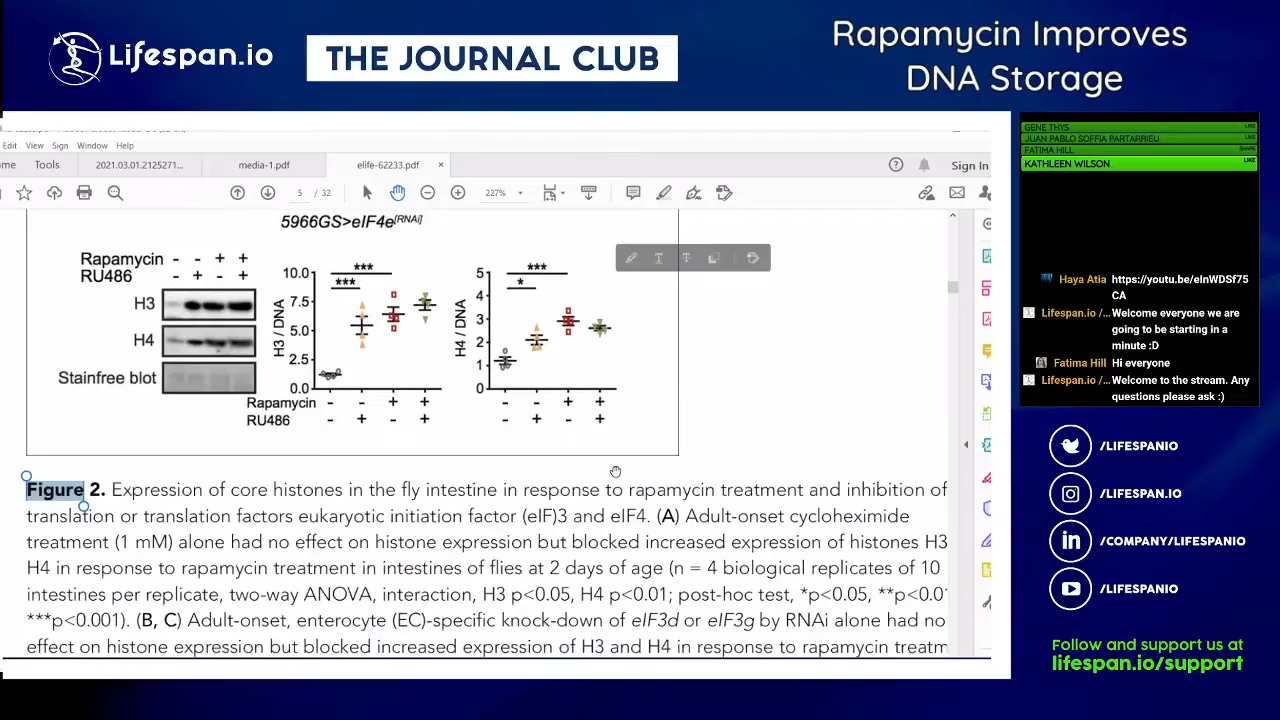 Lifespan.io
THE JOURNAL CLUB
Rapamycin Improves
DNA Storage
Edit View Sign Window Help
Tools 2021.03.01.2125271... media-1.pdf elife-62233.pdf × Sign In
5 / 32 227%
5966GS>eIF4e[RNAi]
Rapamycin - - + +
RU486 - + - +
H3
H4
Stainfree blot
H3 / DNA
10.0
7.5
5.0
2.5
0.0
***
***
H4 / DNA
5
4
3
2
1
0
***
*
Rapamycin - - + + - - + +
RU486 - + - + - + - +
Figure 2. Expression of core histones in the fly intestine in response to rapamycin treatment and inhibition of
translation or translation factors eukaryotic initiation factor (eIF)3 and eIF4. (A) Adult-onset cycloheximide
treatment (1 mM) alone had no effect on histone expression but blocked increased expression of histones H3
H4 in response to rapamycin treatment in intestines of flies at 2 days of age (n = 4 biological replicates of 10
intestines per replicate, two-way ANOVA, interaction, H3 p<0.05, H4 p<0.01; post-hoc test, *p<0.05, **p<0.01
***p<0.001). (B, C) Adult-onset, enterocyte (EC)-specific knock-down of eIF3d or eIF3g by RNAi alone had no
effect on histone expression but blocked increased expression of H3 and H4 in response to rapamycin treatm
GENE THYS LIKE
JUAN PABLO SOFFIA PARTARRIEU LIKE
FATIMA HILL SHARE
KATHLEEN WILSON LIKE
Haya Atia https://youtu.be/eInWDSf75
CA
Lifespan.io /... Welcome everyone we are
going to be starting in a
minute :D
Fatima Hill Hi everyone
Lifespan.io /... Welcome to the stream. Any
questions please ask :)
/LIFESPANIO
/LIFESPAN.IO
/COMPANY/LIFESPANIO
/LIFESPANIO
Follow and support us at
lifespan.io/support